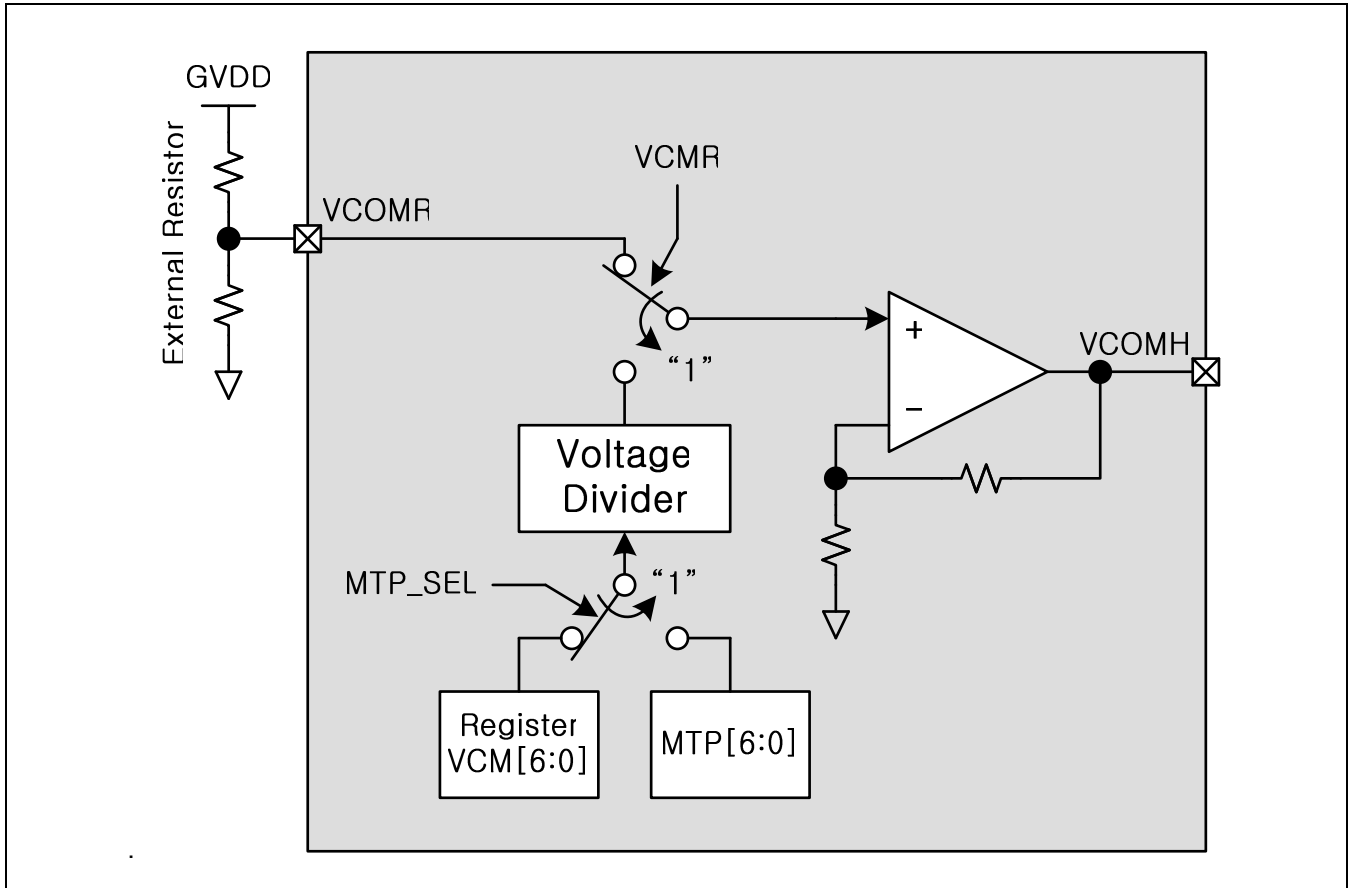 GVDD
External Resistor
VCOMR
VCMR
"1"
+
−
VCOMH
Voltage
Divider
MTP_SEL
"1"
Register
VCM[6:0]
MTP[6:0]
.